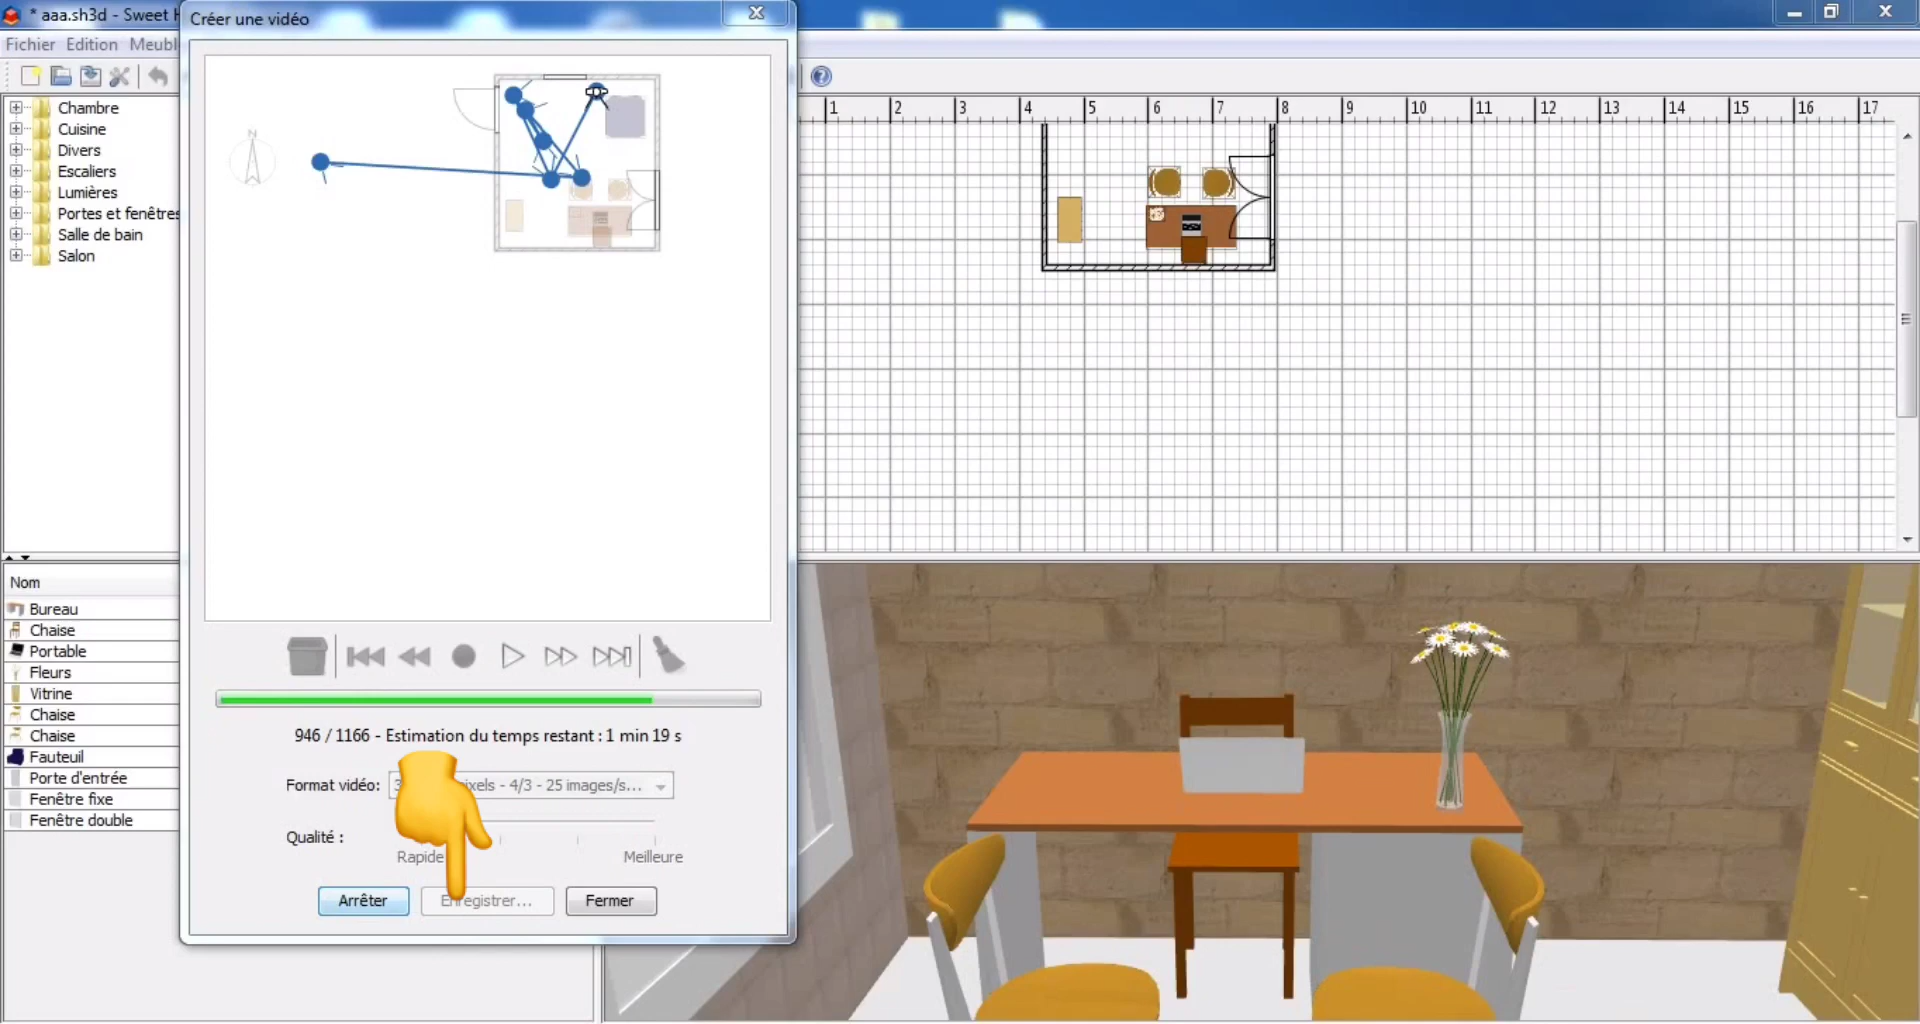 * aaa.sh3d - Sweet H
Créer une vidéo
Fichier Edition Meubl
N
Chambre
Cuisine
Divers
Escaliers
Lumières
Portes et fenêtres
Salle de bain
Salon
1 2 3 4 5 6 7 8 9 10 11 12 13 14 15 16 17
Nom
Bureau
Chaise
Portable
Fleurs
Vitrine
Chaise
Chaise
Fauteuil
Porte d'entrée
Fenêtre fixe
Fenêtre double
946 / 1166 - Estimation du temps restant : 1 min 19 s
Format vidéo: - 4/3 - 25 images/s...
Qualité :
Rapide Meilleure
Arrêter Enregistrer... Fermer